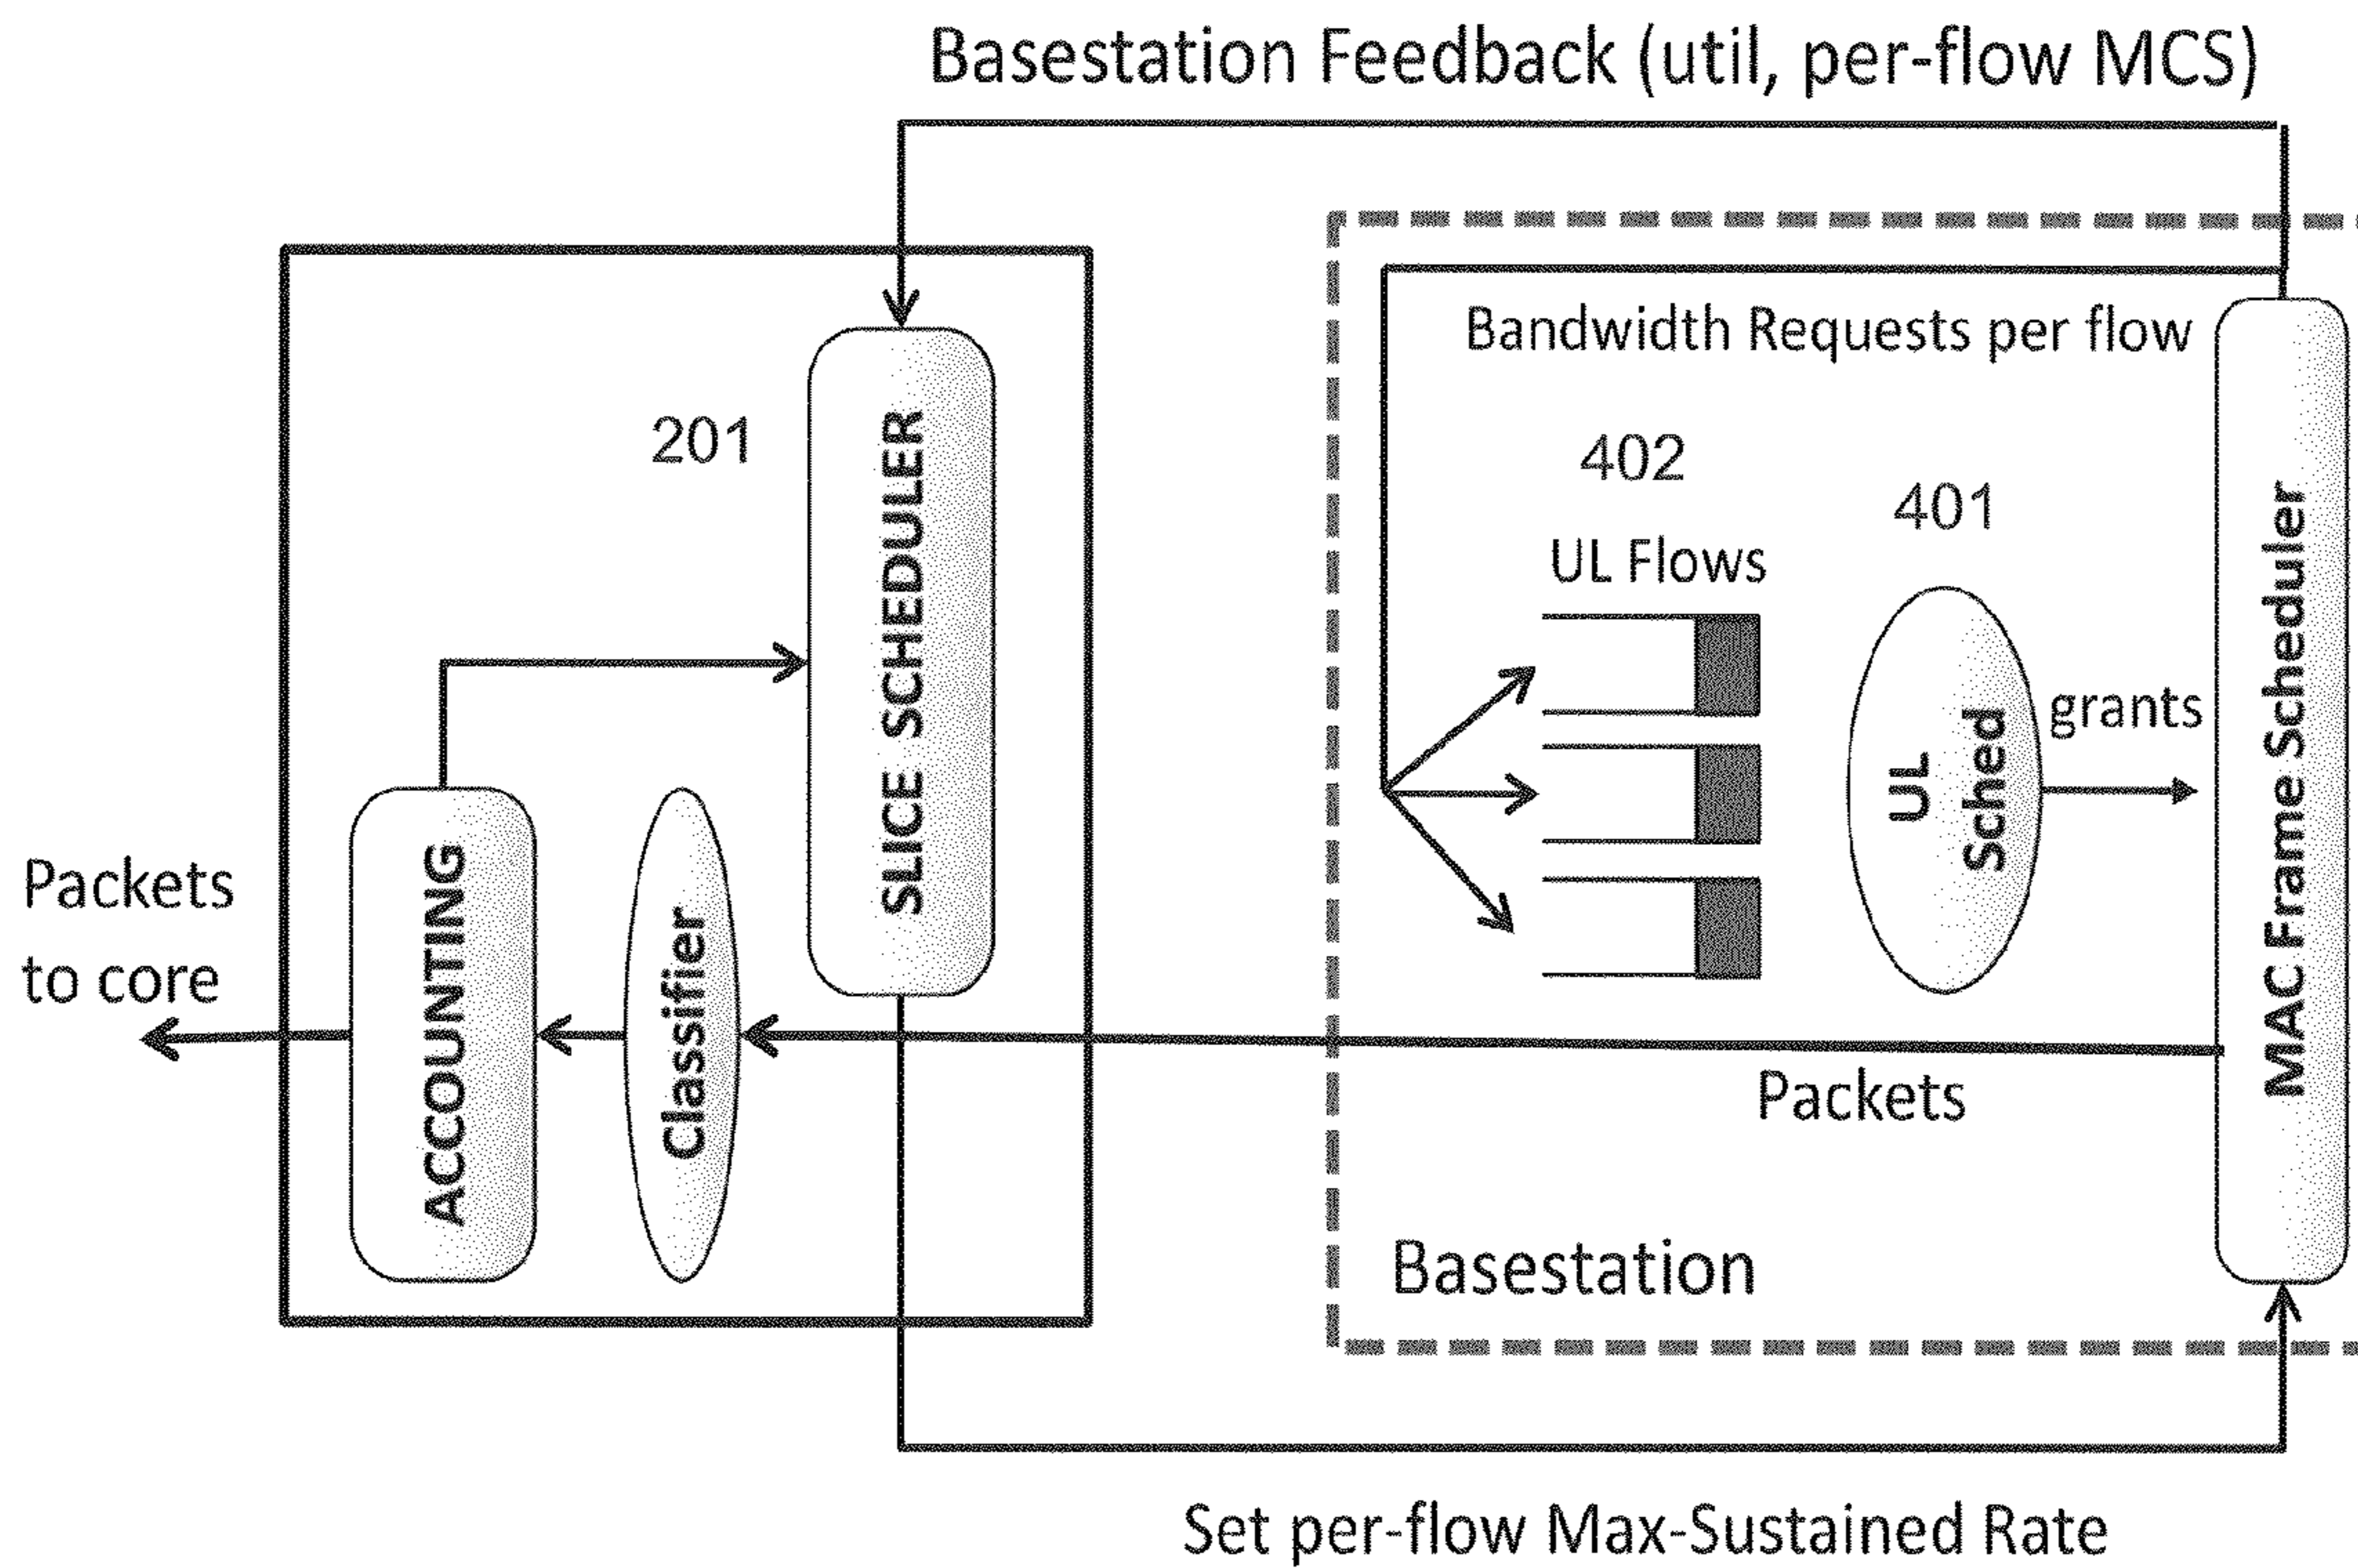 Basestation Feedback (util, per-flow MCS)
Bandwidth Requests per flow
201
402
401
UL Flows
SLICE SCHEDULER
grants
UL
Sched
MAC Frame Scheduler
Packets
to core
ACCOUNTING
Classifier
Packets
Basestation
Set per-flow Max-Sustained Rate